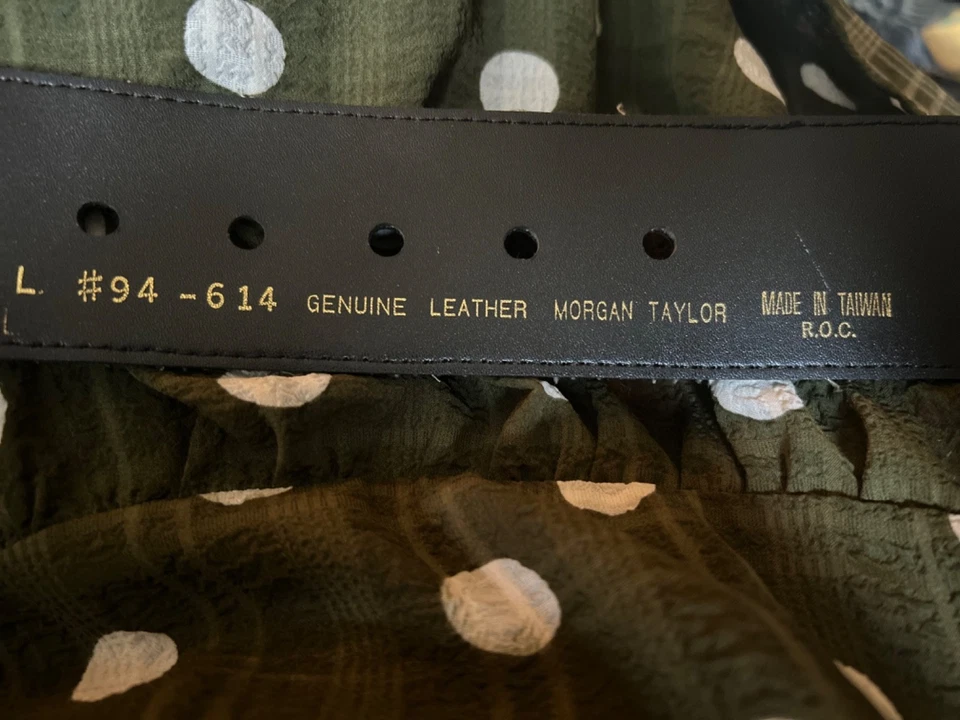 L. #94-614 GENUINE LEATHER MORGAN TAYLOR MADE IN TAIWAN
R.O.C.